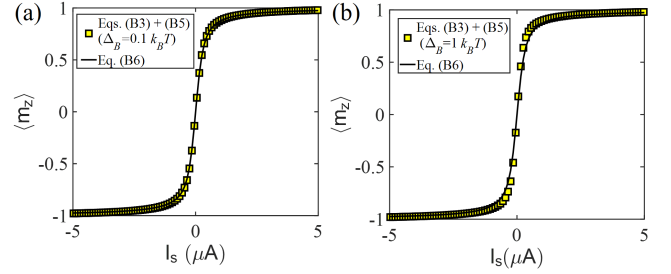 (a)
1
0.5
0
-0.5
-1
⟨m_z⟩
Eqs. (B3) + (B5)
(Δ_B=0.1 k_BT)
Eq. (B6)
-5
0
5
I_s (μA)
(b)
1
0.5
0
-0.5
-1
⟨m_z⟩
Eqs. (B3) + (B5)
(Δ_B=1 k_BT)
Eq. (B6)
-5
0
5
I_s (μA)